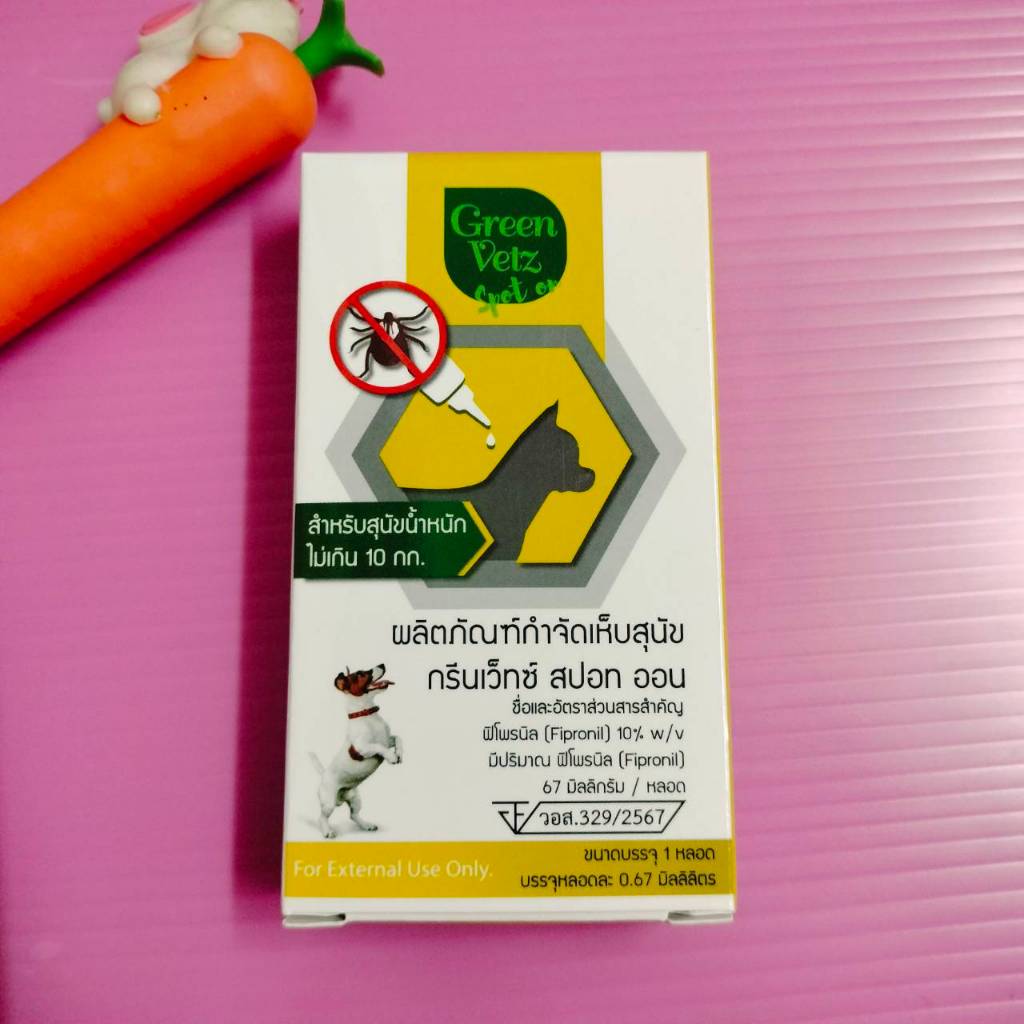 Green
Vetz
Spot on
สำหรับสุนัขน้ำหนัก
ไม่เกิน 10 กก.
ผลิตภัณฑ์กำจัดเห็บสุนัข
กรีนเว็ทซ์ สปอท ออน
ชื่อและอัตราส่วนสารสำคัญ
ฟิโพรนิล (Fipronil) 10% w/v
มีปริมาณ ฟิโพรนิล (Fipronil)
67 มิลลิกรัม / หลอด
วอส.329/2567
For External Use Only.
ขนาดบรรจุ 1 หลอด
บรรจุหลอดละ 0.67 มิลลิลิตร